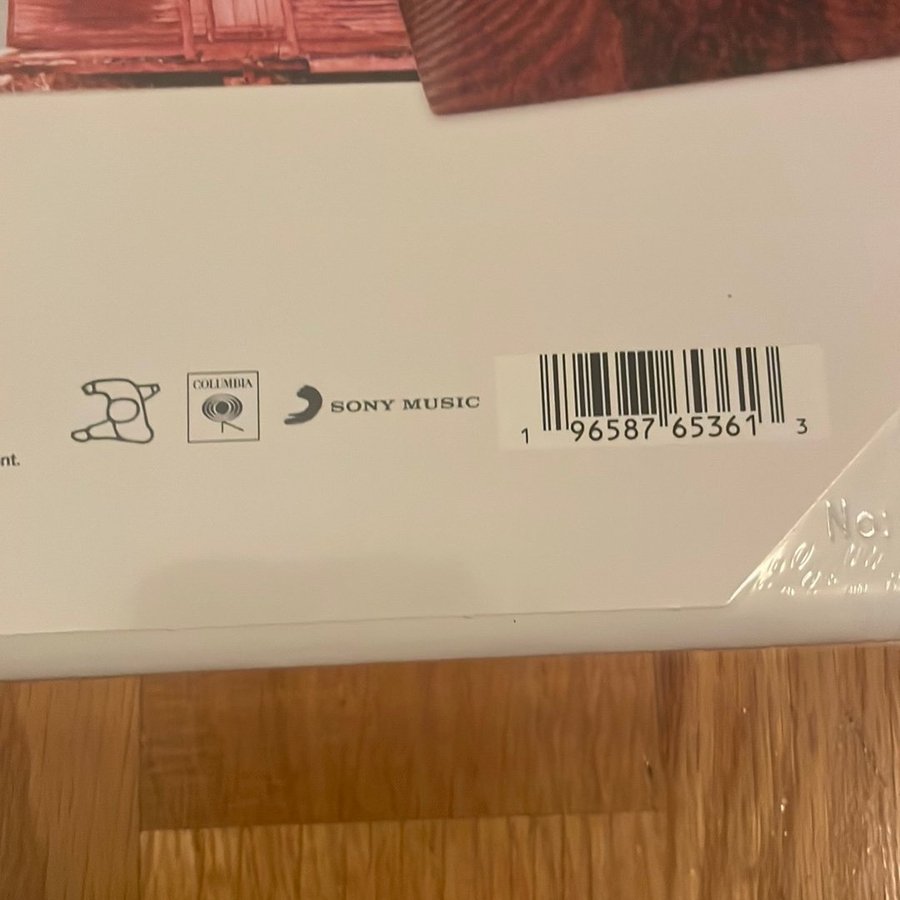 COLUMBIA
SONY MUSIC
1 96587 65361 3
nt.
No: